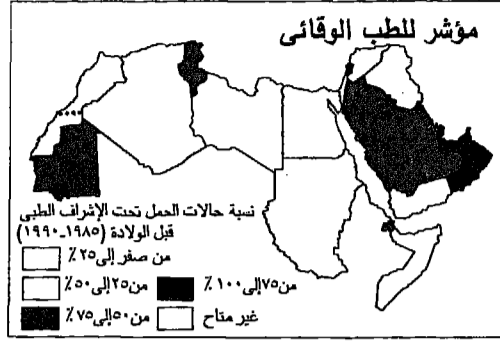 مؤشر للطب الوقائى
نسبة حالات الحمل تحت الإشراف الطبى
قبل الولادة (١٩٨٥-١٩٩٠)
من صفر إلى ٢٥٪
من ٢٥ إلى ٥٠٪
من ٧٥ إلى ١٠٠٪
من ٥٠ إلى ٧٥٪
غير متاح